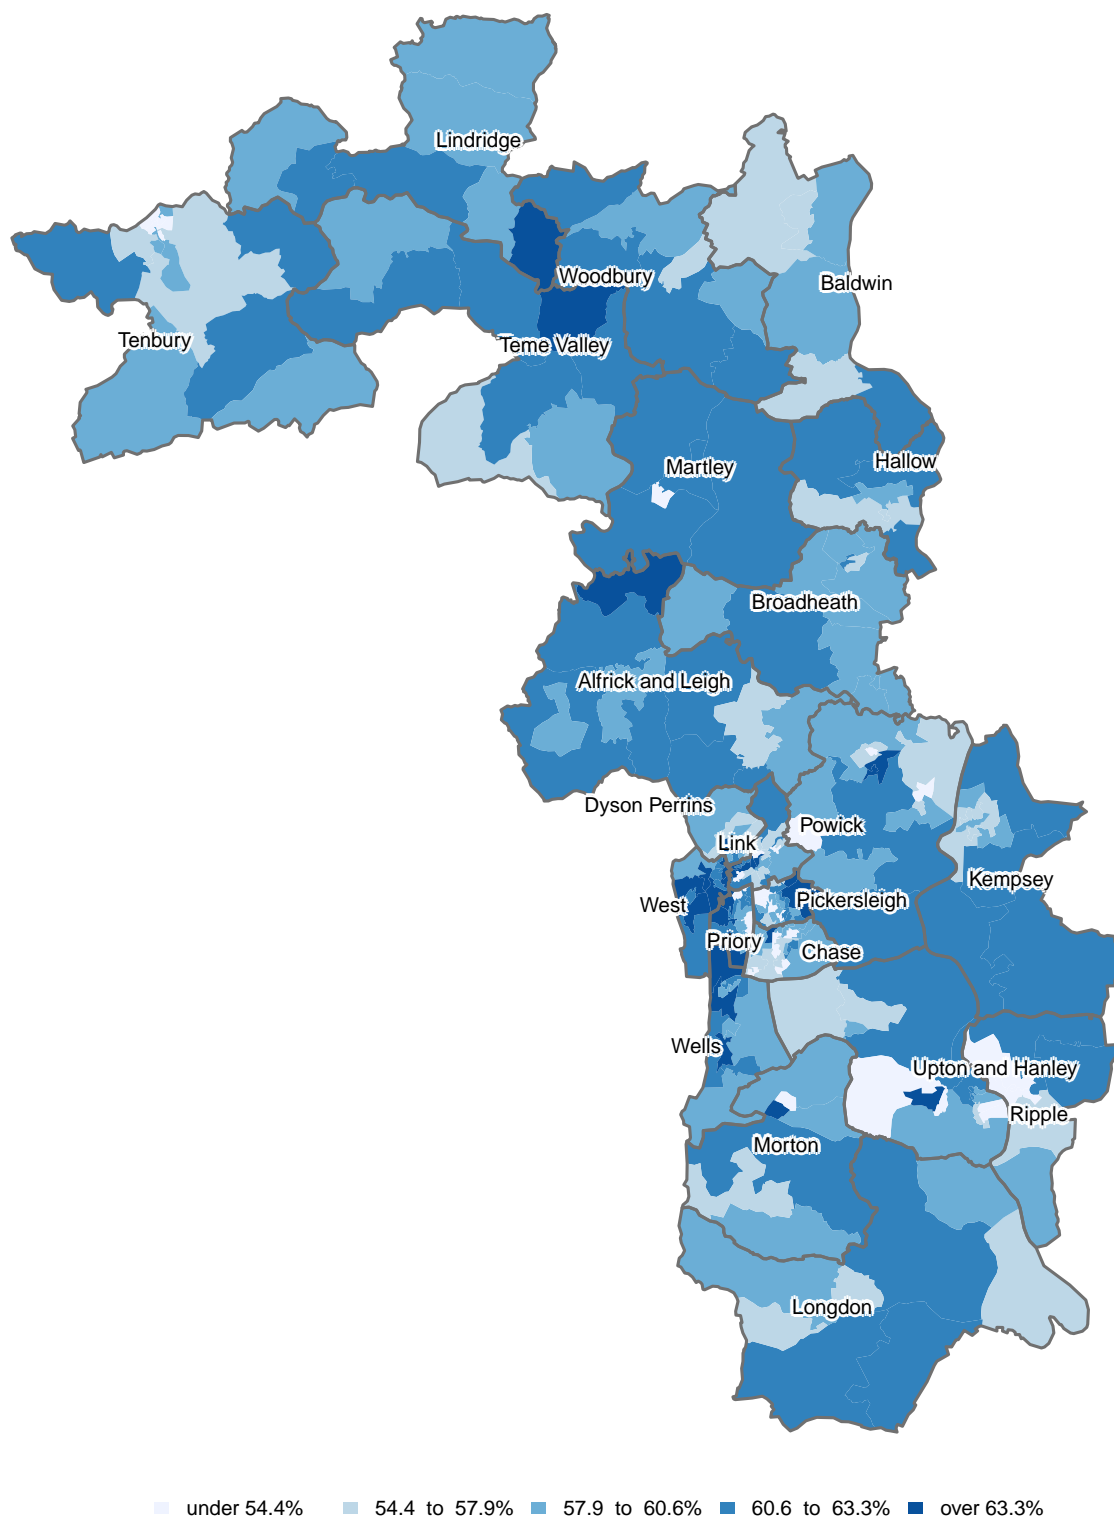 Lindridge
Woodbury
Baldwin
Tenbury
Teme Valley
Hallow
Martley
Broadheath
Alfrick and Leigh
Dyson Perrins
Powick
Link
Kempsey
West
Pickersleigh
Priory
Chase
Wells
Upton and Hanley
Ripple
Morton
Longdon
under 54.4% 54.4 to 57.9% 57.9 to 60.6% 60.6 to 63.3% over 63.3%